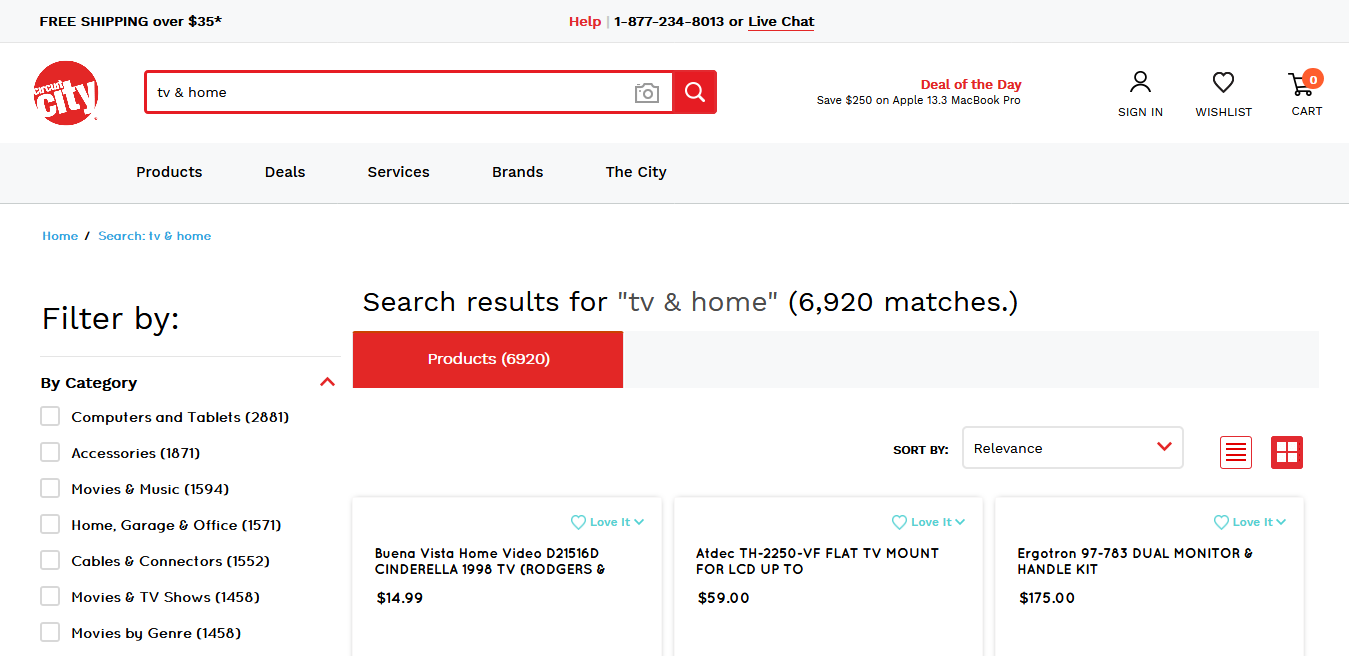 FREE SHIPPING over $35*
Help | 1-877-234-8013 or Live Chat
circuit
city
tv & home
Deal of the Day
Save $250 on Apple 13.3 MacBook Pro
SIGN IN
WISHLIST
0
CART
Products
Deals
Services
Brands
The City
Home / Search: tv & home
Filter by:
By Category
Computers and Tablets (2881)
Accessories (1871)
Movies & Music (1594)
Home, Garage & Office (1571)
Cables & Connectors (1552)
Movies & TV Shows (1458)
Movies by Genre (1458)
Search results for "tv & home" (6,920 matches.)
Products (6920)
SORT BY:
Relevance
Love It
Buena Vista Home Video D21516D
CINDERELLA 1998 TV (RODGERS &
$14.99
Love It
Atdec TH-2250-VF FLAT TV MOUNT
FOR LCD UP TO
$59.00
Love It
Ergotron 97-783 DUAL MONITOR &
HANDLE KIT
$175.00